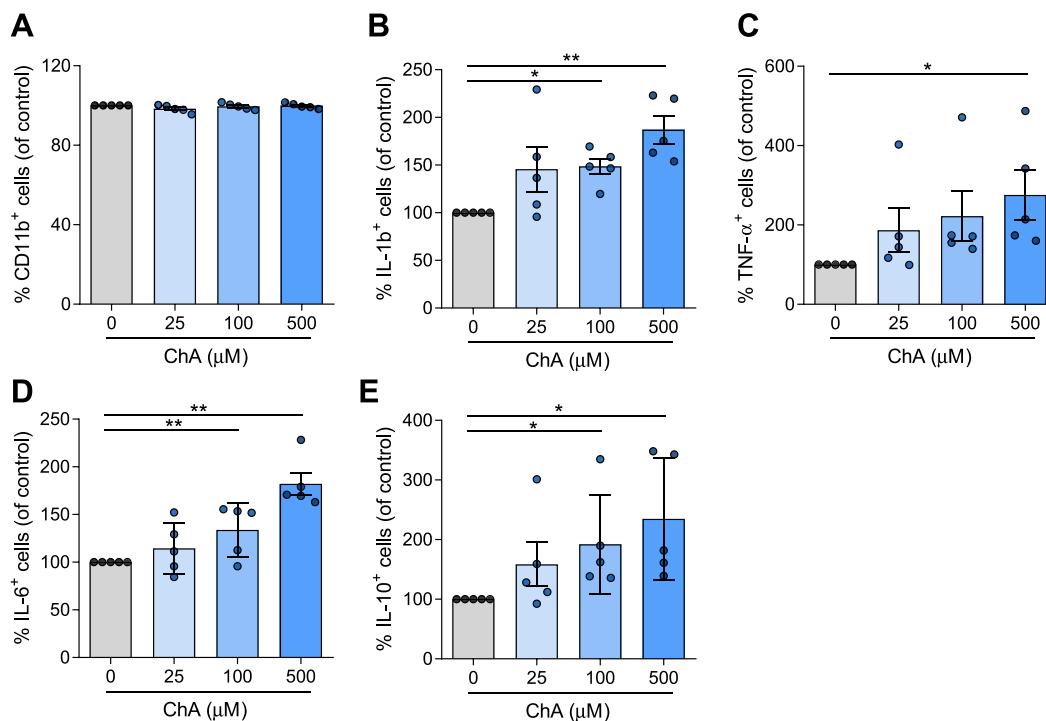 A
% CD11b+ cells (of control)
120
80
40
0
0 25 100 500
ChA (μM)
B
% IL-1b+ cells (of control)
250
200
150
100
50
0
**
*
0 25 100 500
ChA (μM)
C
% TNF-α+ cells (of control)
600
400
200
0
*
0 25 100 500
ChA (μM)
D
% IL-6+ cells (of control)
250
200
150
100
50
0
**
**
0 25 100 500
ChA (μM)
E
% IL-10+ cells (of control)
400
300
200
100
0
*
*
0 25 100 500
ChA (μM)